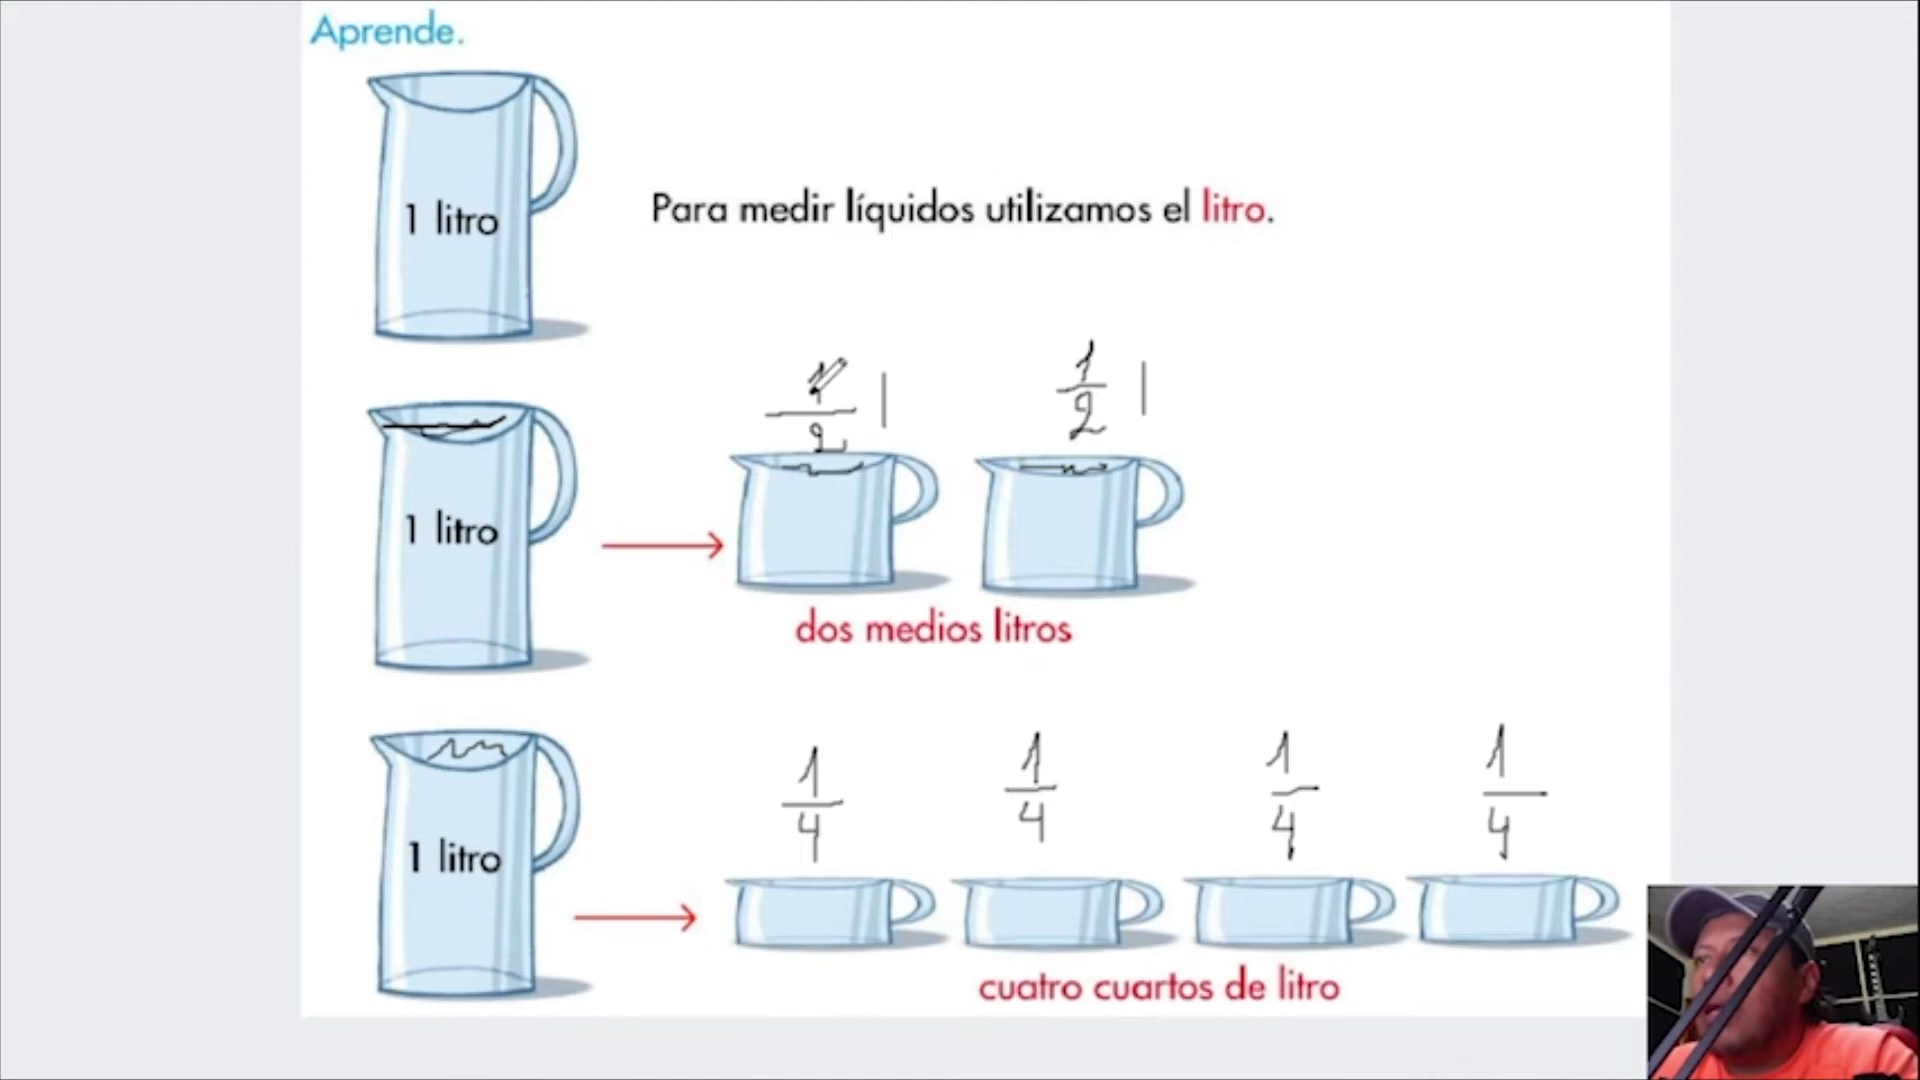 Aprende.
1 litro
Para medir líquidos utilizamos el litro.
1/2 l
1/2 l
1 litro
dos medios litros
1/4
1/4
1/4
1/4
1 litro
cuatro cuartos de litro